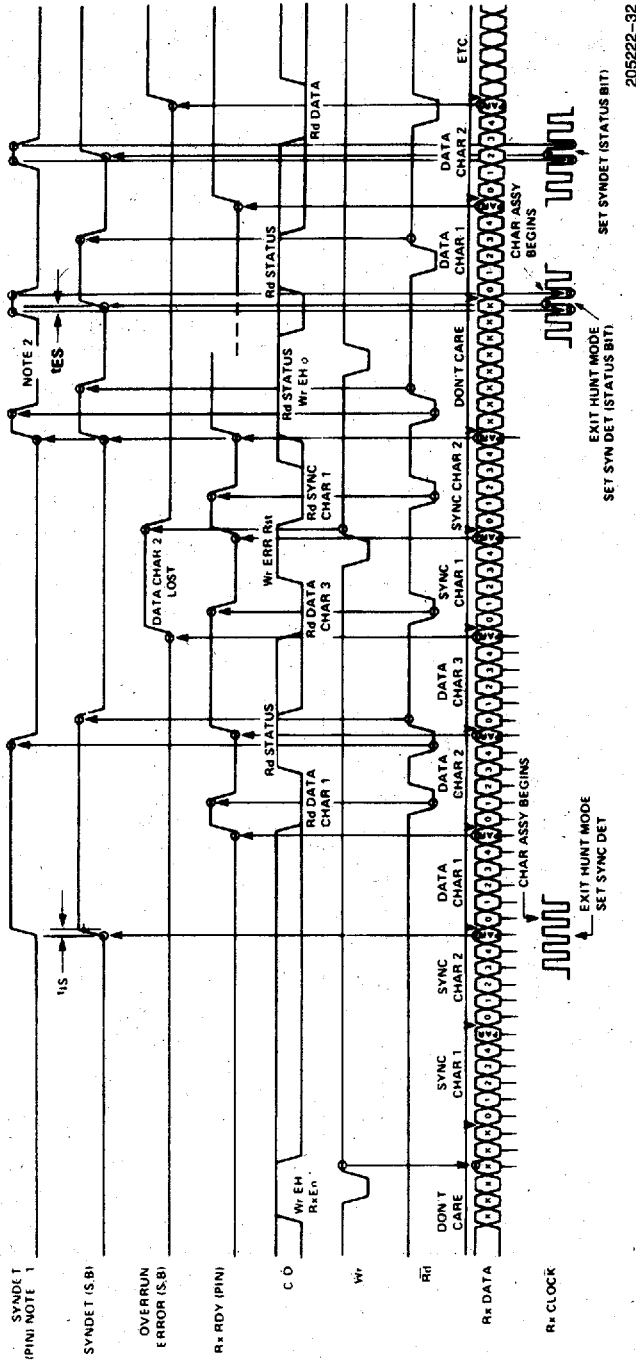 SYNDET
(PIN) NOTE 1
SYNDET (S.B)
OVERRUN
ERROR (S.B)
Rx RDY (PIN)
C D
Wr
Rd
Rx DATA
Rx CLOCK
tIS
NOTE 2
tES
DATA CHAR 2
LOST
Wr EH
RxEn
Rd DATA
CHAR 1
Rd STATUS
Rd DATA
CHAR 3
Wr ERR Rst
Rd SYNC
CHAR 1
Rd STATUS
Wr EH
Rd STATUS
Rd DATA
DON'T
CARE
SYNC
CHAR 1
SYNC
CHAR 2
DATA
CHAR 1
DATA
CHAR 2
DATA
CHAR 3
SYNC
CHAR 1
SYNC CHAR 2
DON'T CARE
DATA
CHAR 1
DATA
CHAR 2
ETC.
CHAR ASSY BEGINS
EXIT HUNT MODE
SET SYNC DET
EXIT HUNT MODE
SET SYN DET (STATUS BIT)
CHAR ASSY
BEGINS
SET SYNDET (STATUS BIT)
205222-32